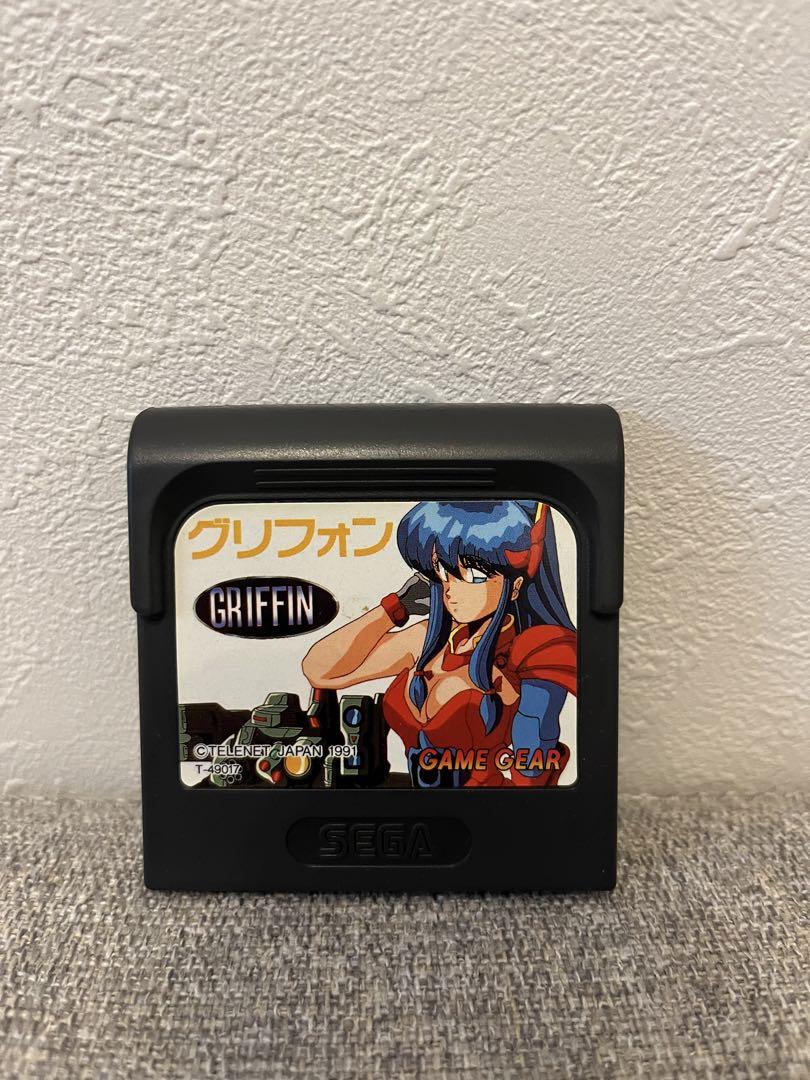 グリフォン
GRIFFIN
©TELENET JAPAN 1991
T-49017
GAME GEAR
SEGA